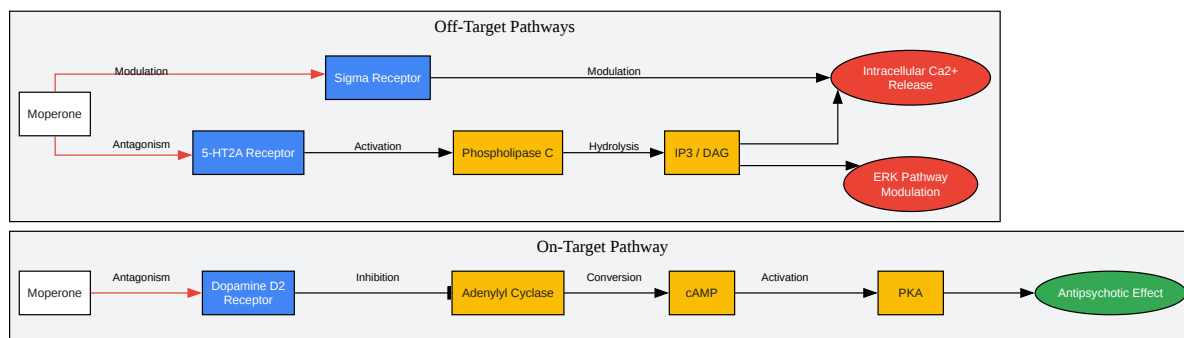 Off-Target Pathways
Modulation
Sigma Receptor
Modulation
Intracellular Ca2+
Release
Moperone
Antagonism
5-HT2A Receptor
Activation
Phospholipase C
Hydrolysis
IP3 / DAG
ERK Pathway
Modulation
On-Target Pathway
Moperone
Antagonism
Dopamine D2
Receptor
Inhibition
Adenylyl Cyclase
Conversion
cAMP
Activation
PKA
Antipsychotic Effect